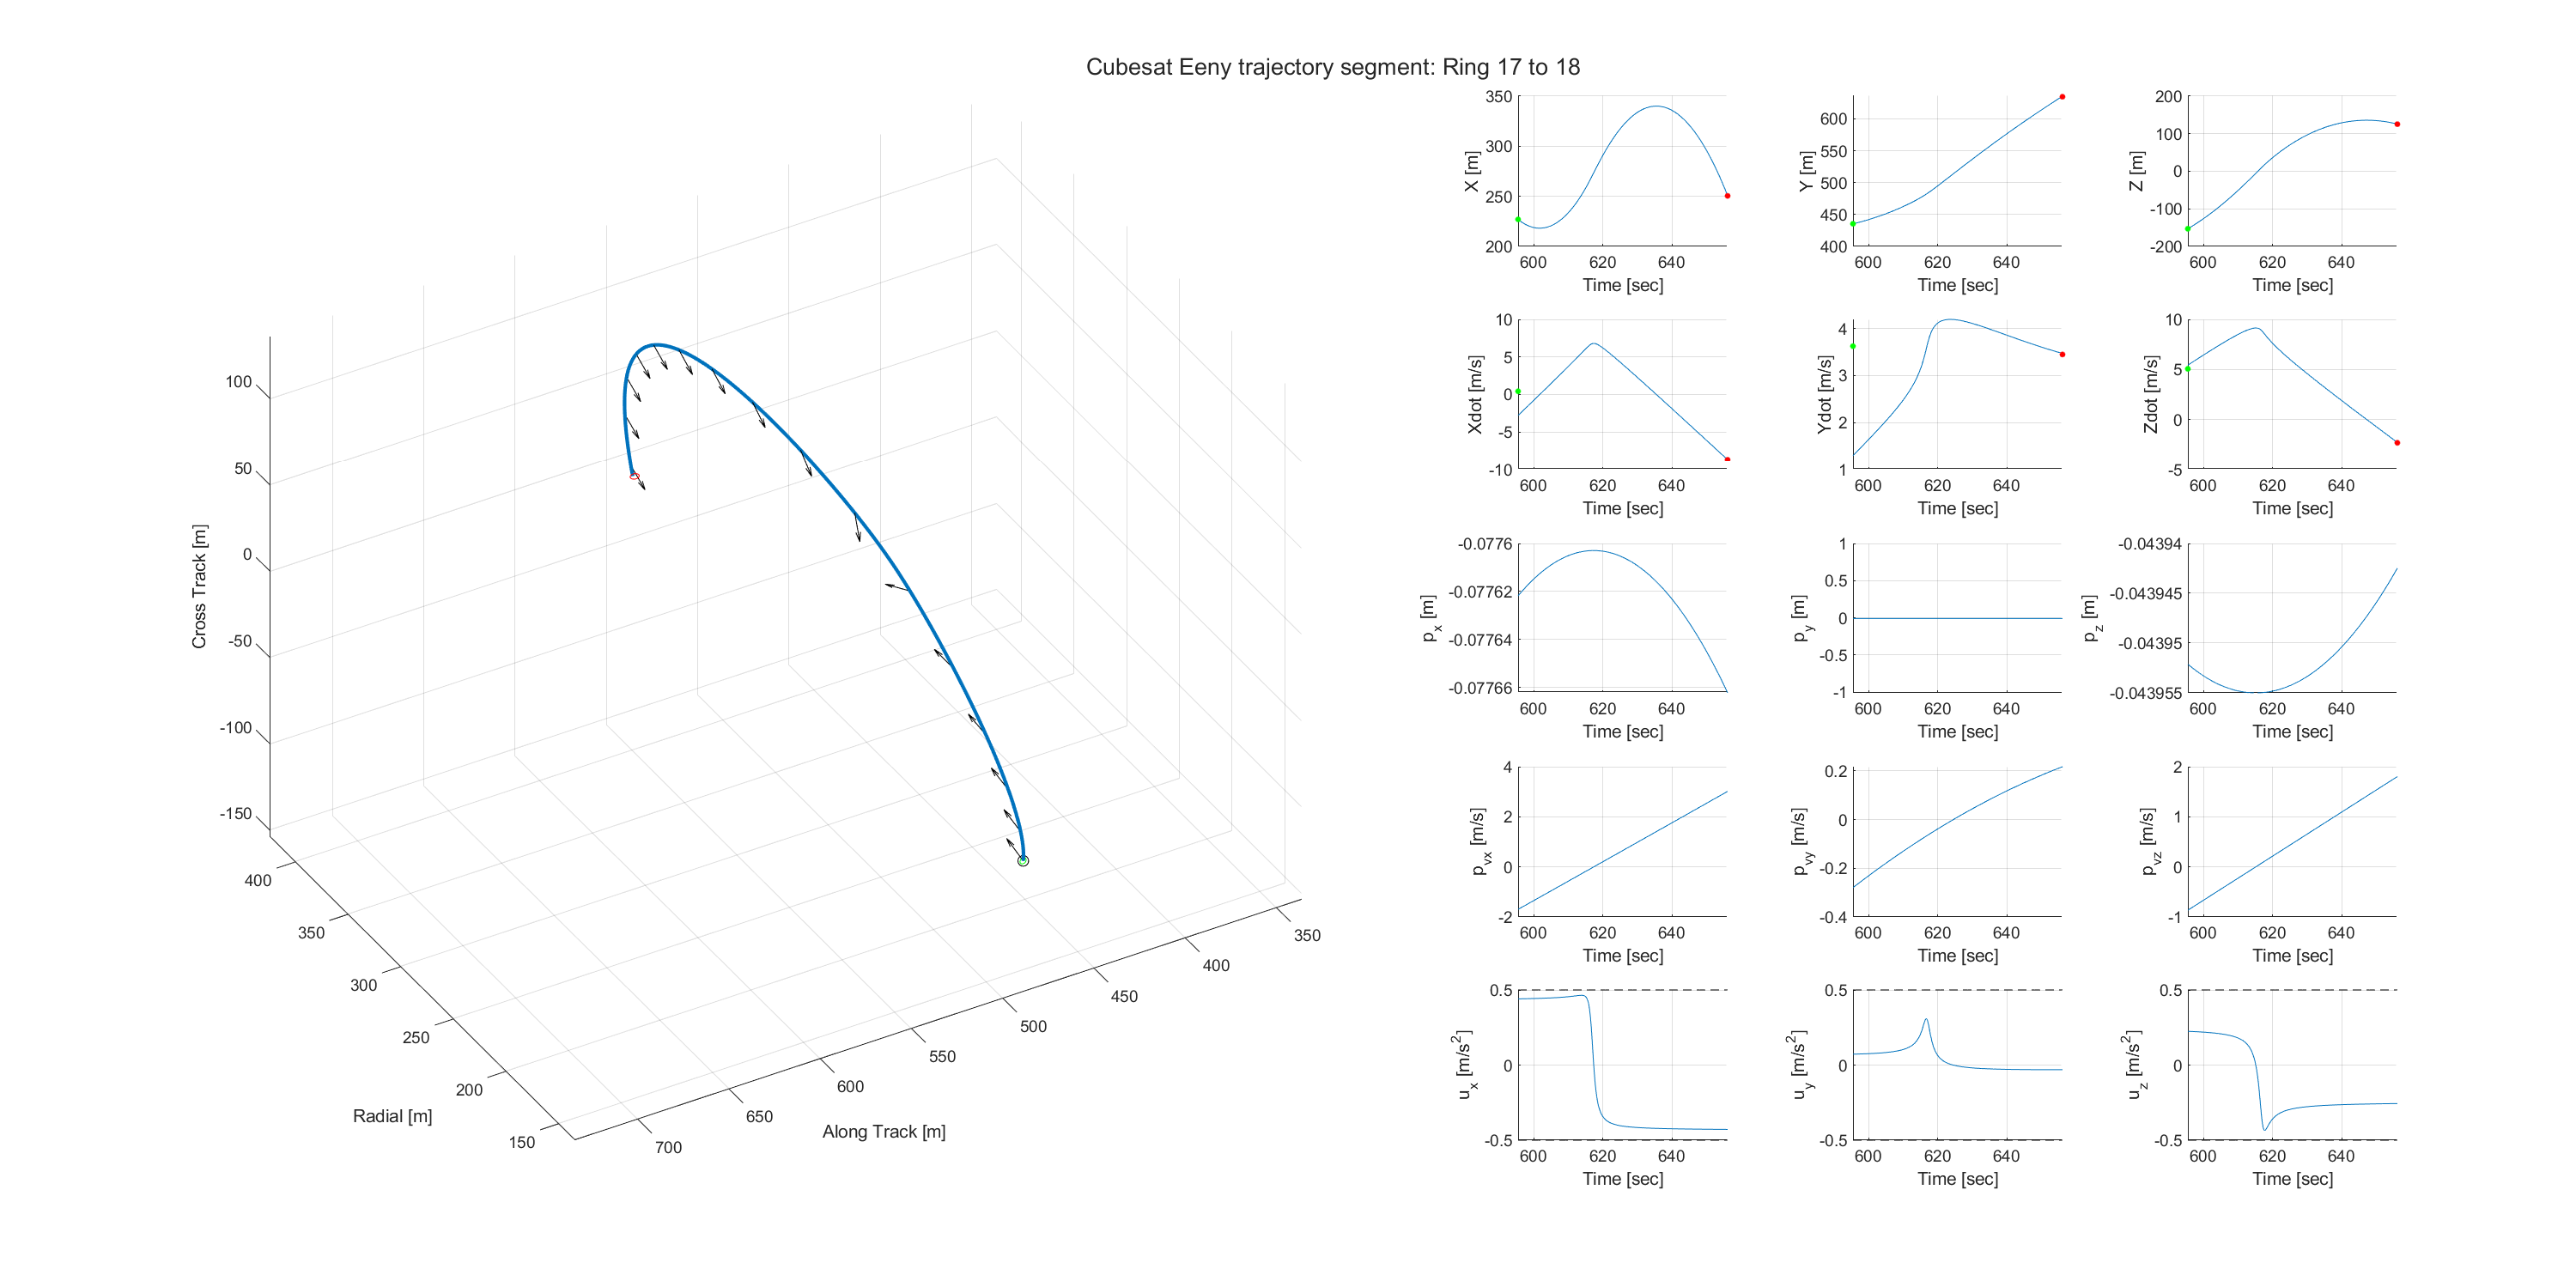 Cubesat Eeny trajectory segment: Ring 17 to 18
Cross Track [m]
100
50
0
-50
-100
-150
Radial [m]
400
350
300
250
200
150
Along Track [m]
700
650
600
550
500
450
400
350
X [m]
350
300
250
200
600 620 640
Time [sec]
Y [m]
600
550
500
450
400
600 620 640
Time [sec]
Z [m]
200
100
0
-100
-200
600 620 640
Time [sec]
Xdot [m/s]
10
5
0
-5
-10
600 620 640
Time [sec]
Ydot [m/s]
4
3
2
1
600 620 640
Time [sec]
Zdot [m/s]
10
5
0
-5
600 620 640
Time [sec]
p_x [m]
-0.0776
-0.07762
-0.07764
-0.07766
600 620 640
Time [sec]
p_y [m]
1
0.5
0
-0.5
-1
600 620 640
Time [sec]
p_z [m]
-0.04394
-0.043945
-0.04395
-0.043955
600 620 640
Time [sec]
p_vx [m/s]
4
2
0
-2
600 620 640
Time [sec]
p_vy [m/s]
0.2
0
-0.2
-0.4
600 620 640
Time [sec]
p_vz [m/s]
2
1
0
-1
600 620 640
Time [sec]
u_x [m/s²]
0.5
0
-0.5
600 620 640
Time [sec]
u_y [m/s²]
0.5
0
-0.5
600 620 640
Time [sec]
u_z [m/s²]
0.5
0
-0.5
600 620 640
Time [sec]